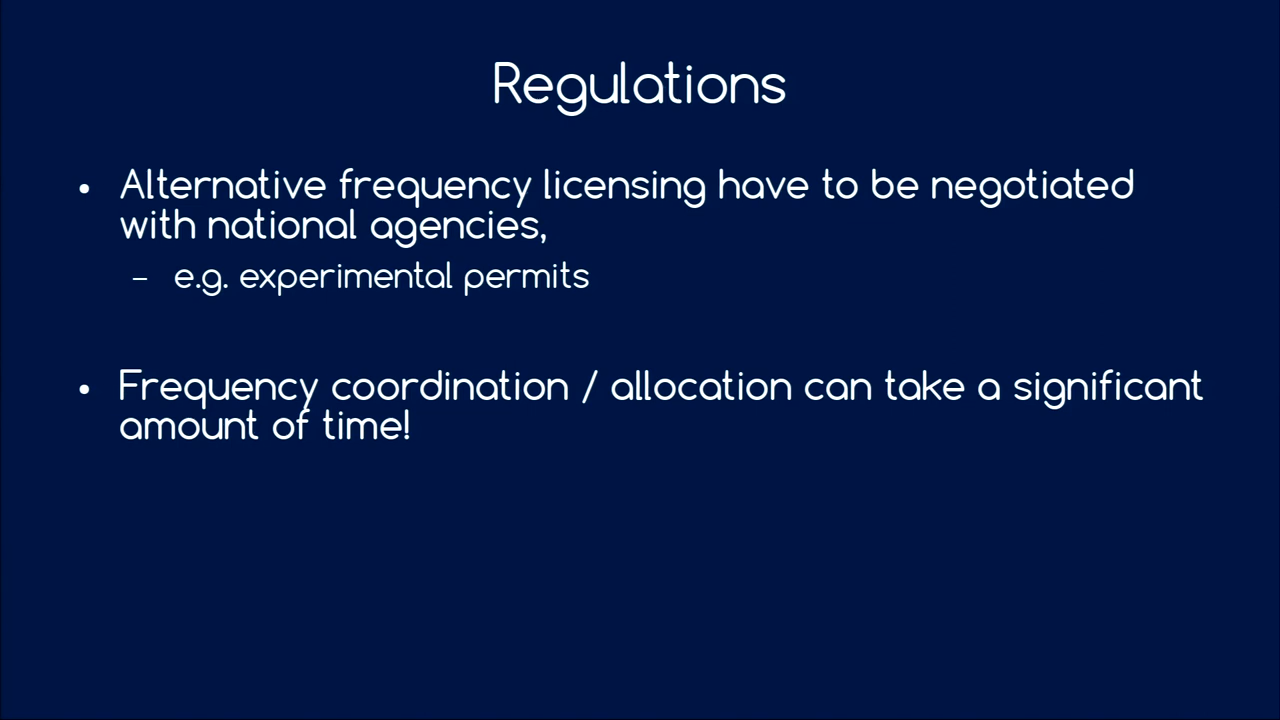 Regulations
• Alternative frequency licensing have to be negotiated
with national agencies,
– e.g. experimental permits
• Frequency coordination / allocation can take a significant
amount of time!